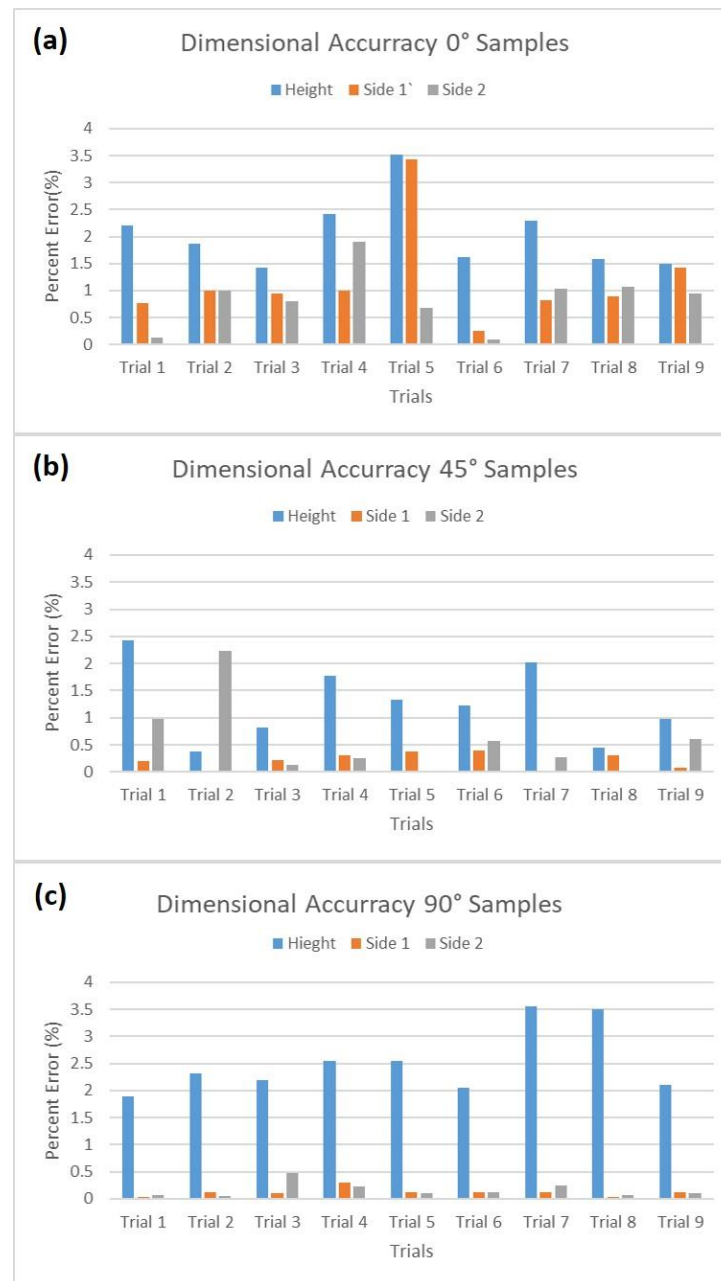 (a)
Dimensional Accurracy 0° Samples
Height Side 1` Side 2
Percent Error(%)
4
3.5
3
2.5
2
1.5
1
0.5
0
Trial 1 Trial 2 Trial 3 Trial 4 Trial 5 Trial 6 Trial 7 Trial 8 Trial 9
Trials
(b)
Dimensional Accurracy 45° Samples
Height Side 1 Side 2
Percent Error (%)
4
3.5
3
2.5
2
1.5
1
0.5
0
Trial 1 Trial 2 Trial 3 Trial 4 Trial 5 Trial 6 Trial 7 Trial 8 Trial 9
Trials
(c)
Dimensional Accurracy 90° Samples
Hieght Side 1 Side 2
Percent Error (%)
4
3.5
3
2.5
2
1.5
1
0.5
0
Trial 1 Trial 2 Trial 3 Trial 4 Trial 5 Trial 6 Trial 7 Trial 8 Trial 9
Trials